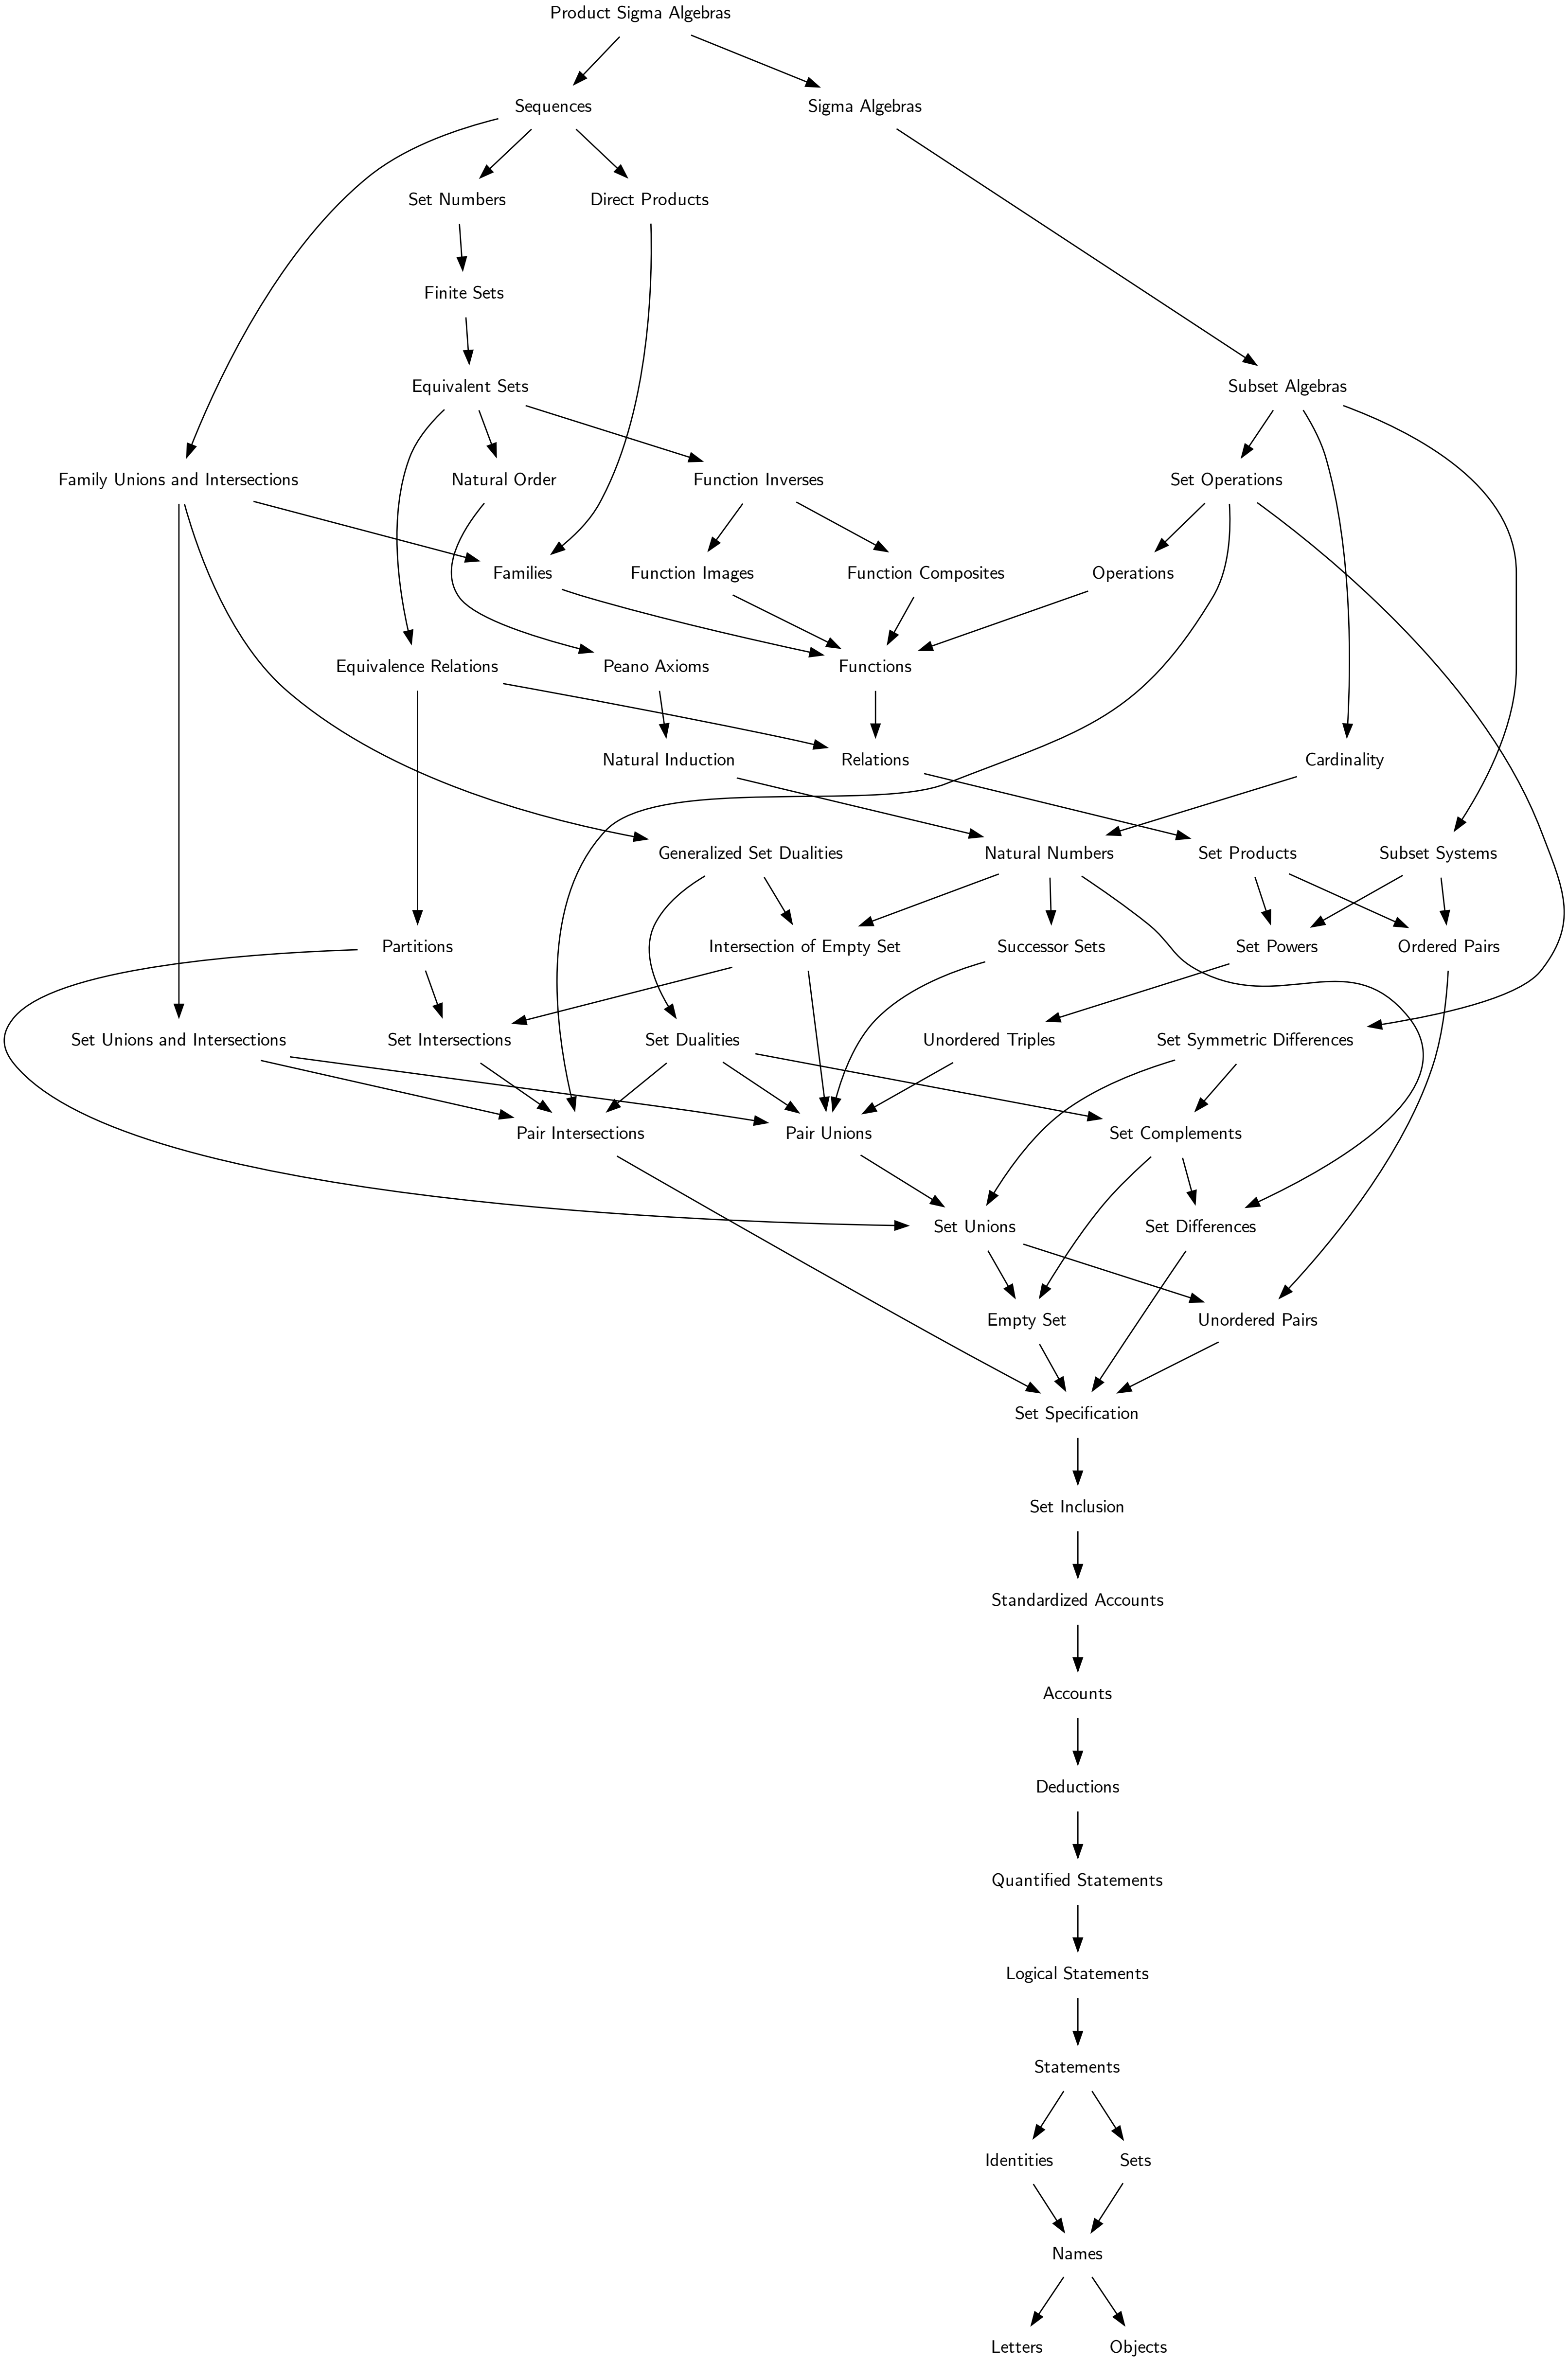 Product Sigma Algebras
Sequences
Sigma Algebras
Set Numbers
Direct Products
Finite Sets
Equivalent Sets
Subset Algebras
Family Unions and Intersections
Natural Order
Function Inverses
Set Operations
Families
Function Images
Function Composites
Operations
Equivalence Relations
Peano Axioms
Functions
Natural Induction
Relations
Cardinality
Generalized Set Dualities
Natural Numbers
Set Products
Subset Systems
Partitions
Intersection of Empty Set
Successor Sets
Set Powers
Ordered Pairs
Set Unions and Intersections
Set Intersections
Set Dualities
Unordered Triples
Set Symmetric Differences
Pair Intersections
Pair Unions
Set Complements
Set Unions
Set Differences
Empty Set
Unordered Pairs
Set Specification
Set Inclusion
Standardized Accounts
Accounts
Deductions
Quantified Statements
Logical Statements
Statements
Identities
Sets
Names
Letters
Objects